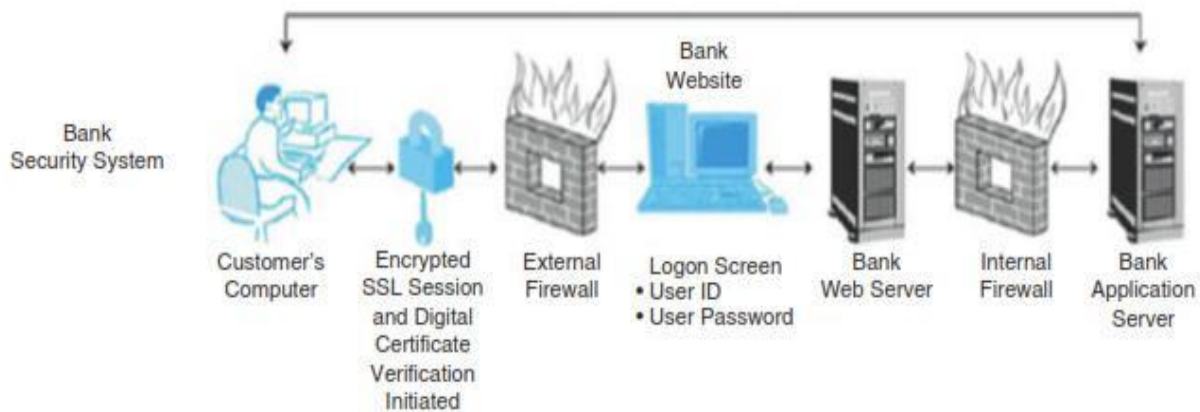 Bank
Security System
Bank
Website
Customer's
Computer
Encrypted
SSL Session
and Digital
Certificate
Verification
Initiated
External
Firewall
Logon Screen
• User ID
• User Password
Bank
Web Server
Internal
Firewall
Bank
Application
Server